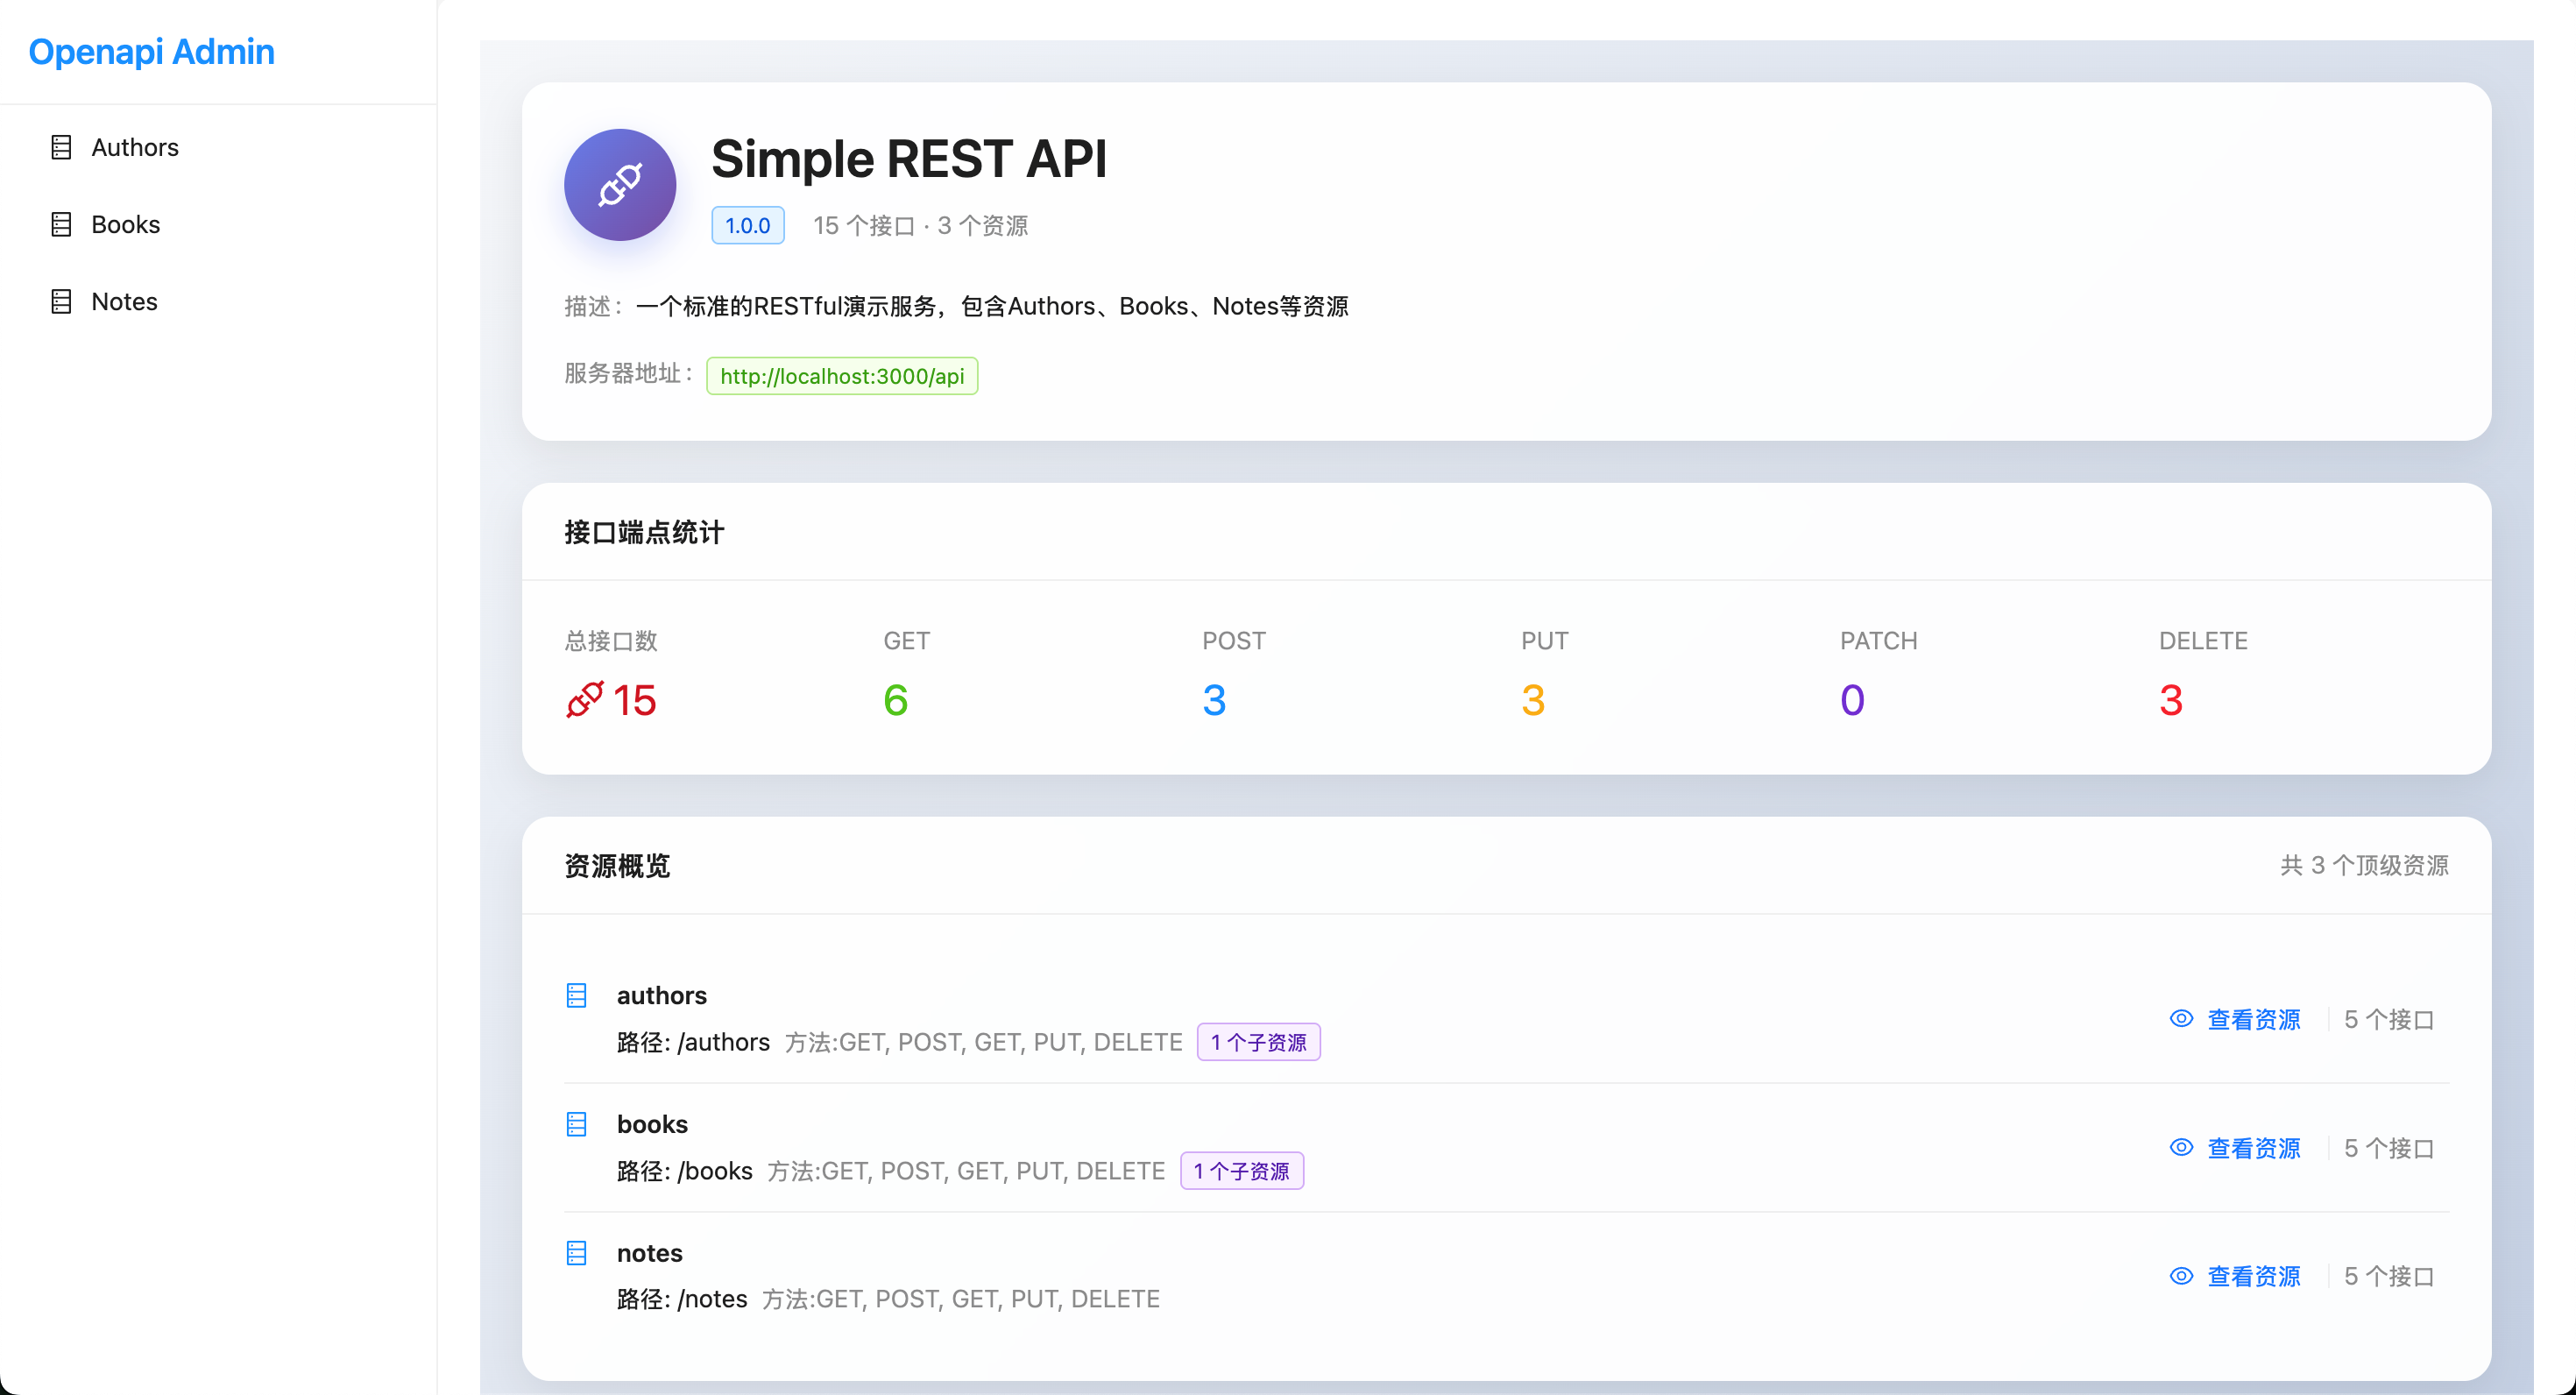 Openapi Admin
Authors
Books
Notes
Simple REST API
1.0.0
15 个接口 · 3 个资源
描述：一个标准的RESTful演示服务，包含Authors、Books、Notes等资源
服务器地址： http://localhost:3000/api
接口端点统计
总接口数 GET POST PUT PATCH DELETE
15 6 3 3 0 3
资源概览 共 3 个顶级资源
authors
路径: /authors 方法:GET, POST, GET, PUT, DELETE 1 个子资源
查看资源 5 个接口
books
路径: /books 方法:GET, POST, GET, PUT, DELETE 1 个子资源
查看资源 5 个接口
notes
路径: /notes 方法:GET, POST, GET, PUT, DELETE
查看资源 5 个接口